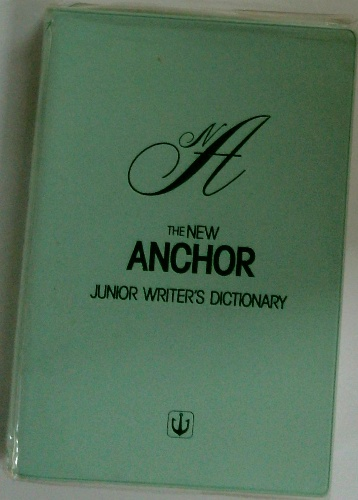 NA
THE NEW
ANCHOR
JUNIOR WRITER'S DICTIONARY